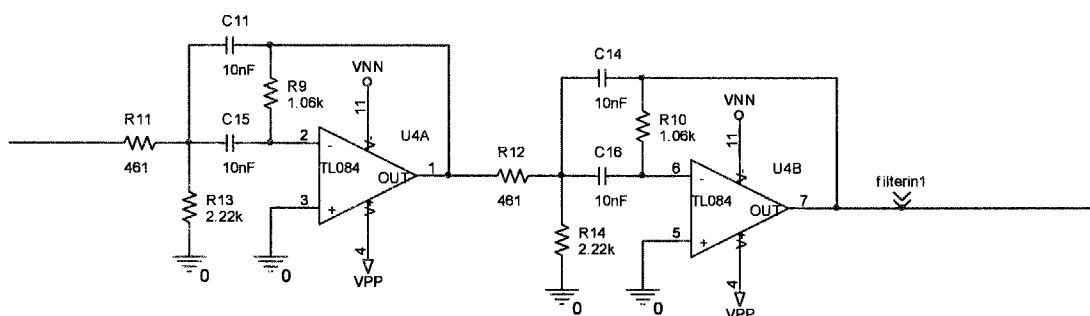 C11
10nF
VNN
R9
1.06k
11
V-
R11
461
C15
10nF
2
-
U4A
TL084
OUT
1
R13
2.22k
3
+
V+
4
VPP
0
0
C14
10nF
VNN
R10
1.06k
11
V-
R12
461
C16
10nF
6
-
U4B
TL084
OUT
7
filterin1
R14
2.22k
5
+
V+
4
VPP
0
0